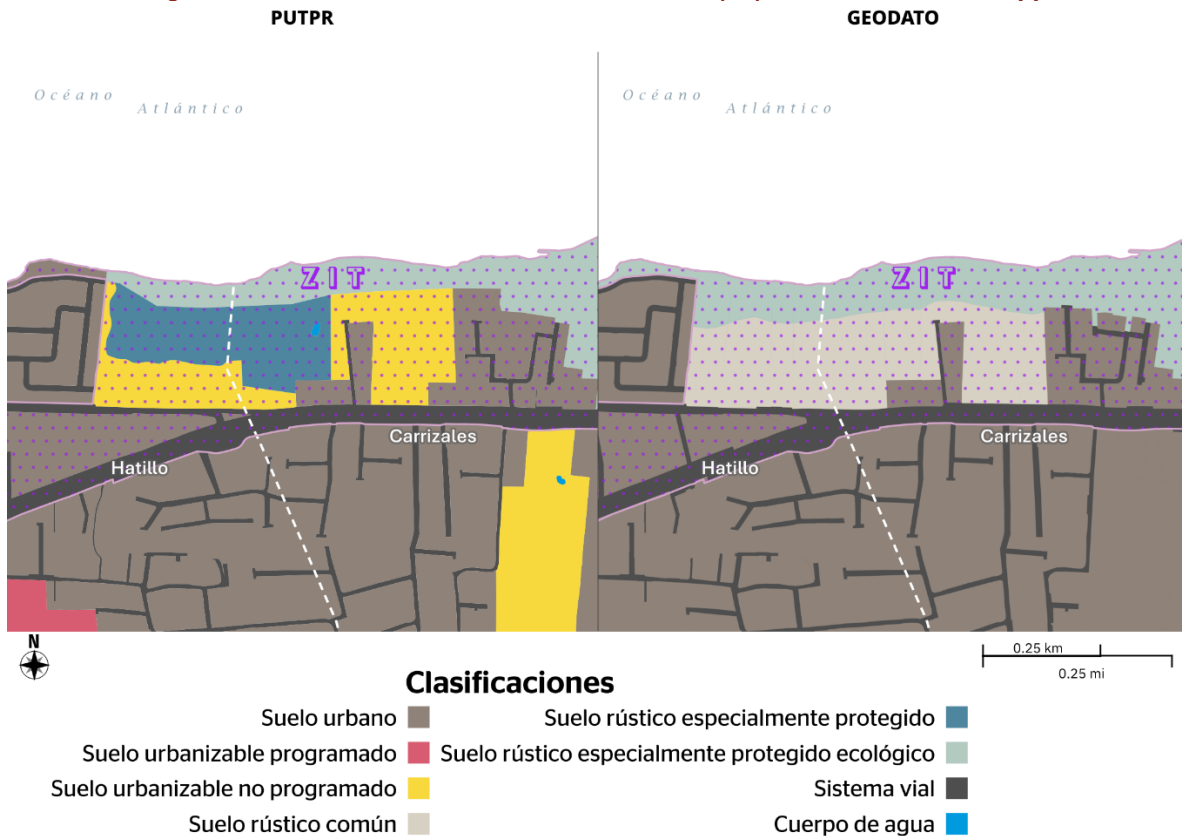 PUTPR
GEODATO
Océano
Atlántico
Océano
Atlántico
ZIT
ZIT
Carrizales
Hatillo
Carrizales
Hatillo
N
0.25 km
0.25 mi
Clasificaciones
Suelo urbano
Suelo urbanizable programado
Suelo urbanizable no programado
Suelo rústico común
Suelo rústico especialmente protegido
Suelo rústico especialmente protegido ecológico
Sistema vial
Cuerpo de agua